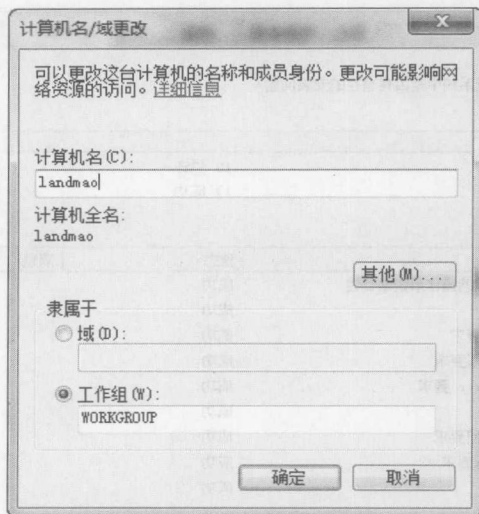 计算机名/域更改
可以更改这台计算机的名称和成员身份。更改可能影响网
络资源的访问。详细信息
计算机名(C):
landmao
计算机全名:
landmao
其他(M)...
隶属于
域(D):
工作组(W):
WORKGROUP
确定
取消